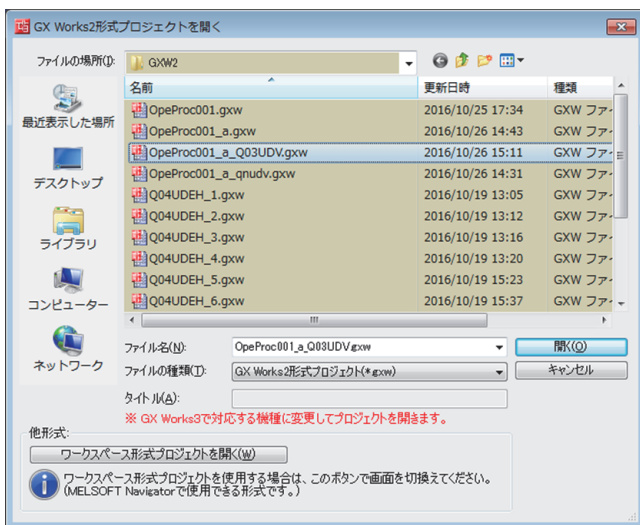 GX Works2形式プロジェクトを開く
ファイルの場所(I):
GXW2
最近表示した場所
デスクトップ
ライブラリ
コンピューター
ネットワーク
名前 更新日時 種類
OpeProc001.gxw 2016/10/25 17:34 GXW ファイ
OpeProc001_a.gxw 2016/10/26 14:43 GXW ファイ
OpeProc001_a_Q03UDV.gxw 2016/10/26 15:11 GXW ファイ
OpeProc001_a_qnudv.gxw 2016/10/26 14:31 GXW ファイ
Q04UDEH_1.gxw 2016/10/19 13:05 GXW ファイ
Q04UDEH_2.gxw 2016/10/19 13:12 GXW ファイ
Q04UDEH_3.gxw 2016/10/19 13:16 GXW ファイ
Q04UDEH_4.gxw 2016/10/19 13:20 GXW ファイ
Q04UDEH_5.gxw 2016/10/19 15:23 GXW ファイ
Q04UDEH_6.gxw 2016/10/19 15:37 GXW ファイ
ファイル名(N): OpeProc001_a_Q03UDV.gxw 開く(O)
ファイルの種類(T): GX Works2形式プロジェクト(*.gxw) キャンセル
タイトル(A):
※ GX Works3で対応する機種に変更してプロジェクトを開きます。
他形式:
ワークスペース形式プロジェクトを開く(W)
ワークスペース形式プロジェクトを使用する場合は、このボタンで画面を切換えてください。
(MELSOFT Navigatorで使用できる形式です。)